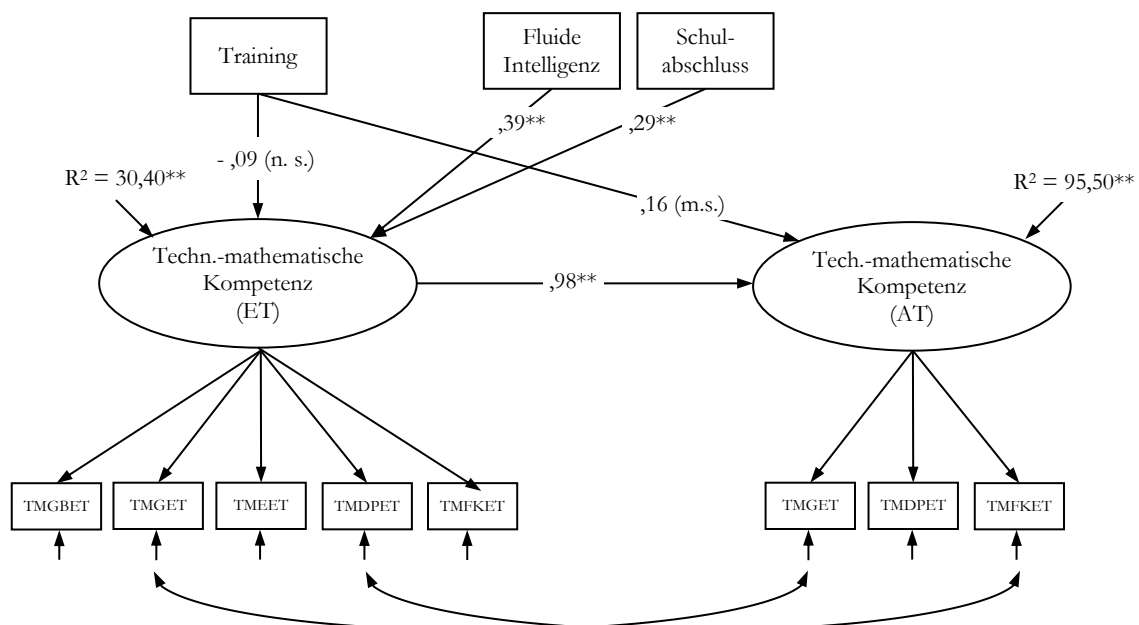 Training
Fluide
Intelligenz
Schul-
abschluss
,39**
,29**
- ,09 (n. s.)
R² = 30,40**
R² = 95,50**
,16 (m.s.)
Techn.-mathematische
Kompetenz
(ET)
,98**
Tech.-mathematische
Kompetenz
(AT)
TMGBET
TMGET
TMEET
TMDPET
TMFKET
TMGET
TMDPET
TMFKET